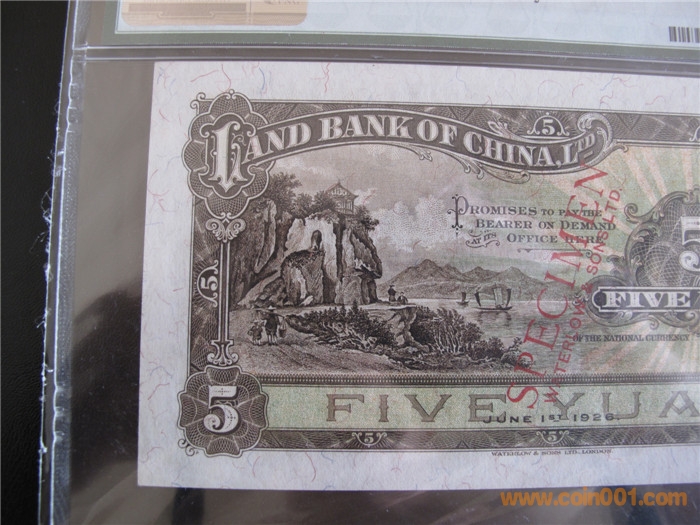 LAND BANK OF CHINA, LTD
5
PROMISES TO PAY THE
BEARER ON DEMAND
AT ITS OFFICE HERE
SPECIMEN
WATERLOW & SONS LTD.
5
5
FIVE
OF THE NATIONAL CURRENCY
5
FIVE YUA
JUNE 1ST 1926.
5
WATERLOW & SONS LTD., LONDON.
www.coin001.com